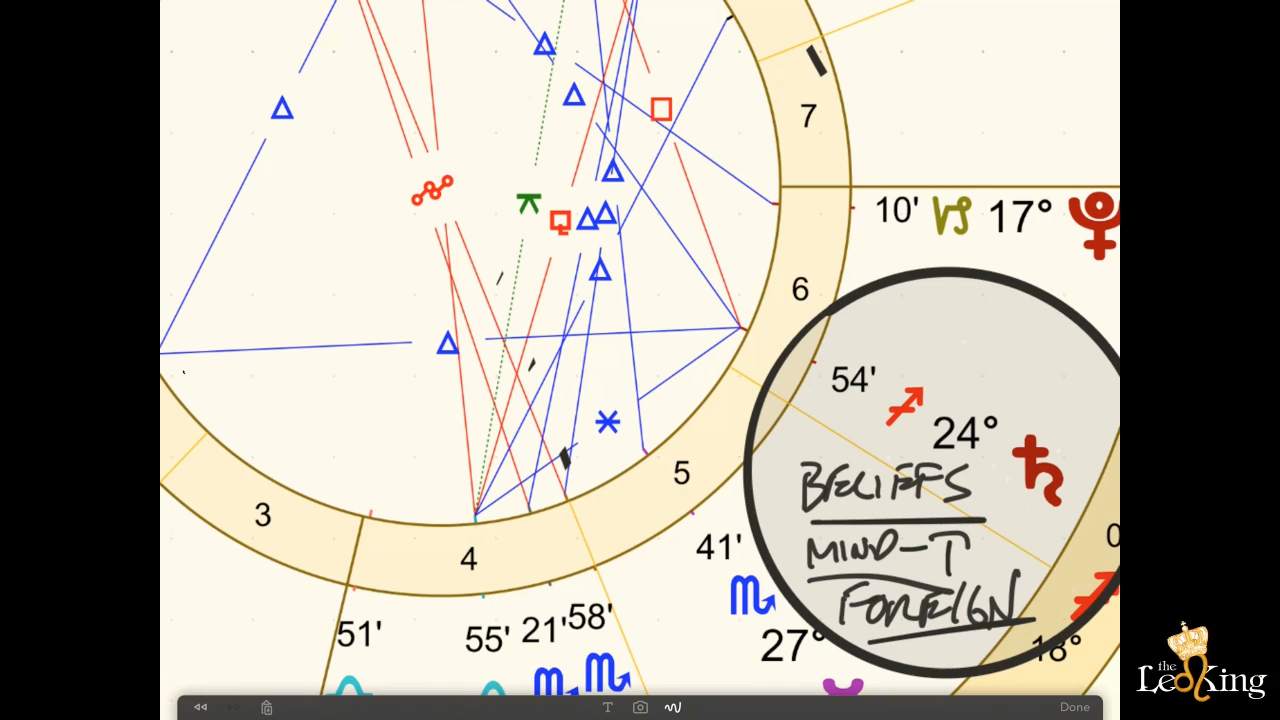 7
10' ♑ 17°
6
54'
24°
BELIEFS
MIND-T
FOREIGN
5
3
4
41'
27°
18°
51'
55'
21'
58'
0
T
Done
the
LeoKing